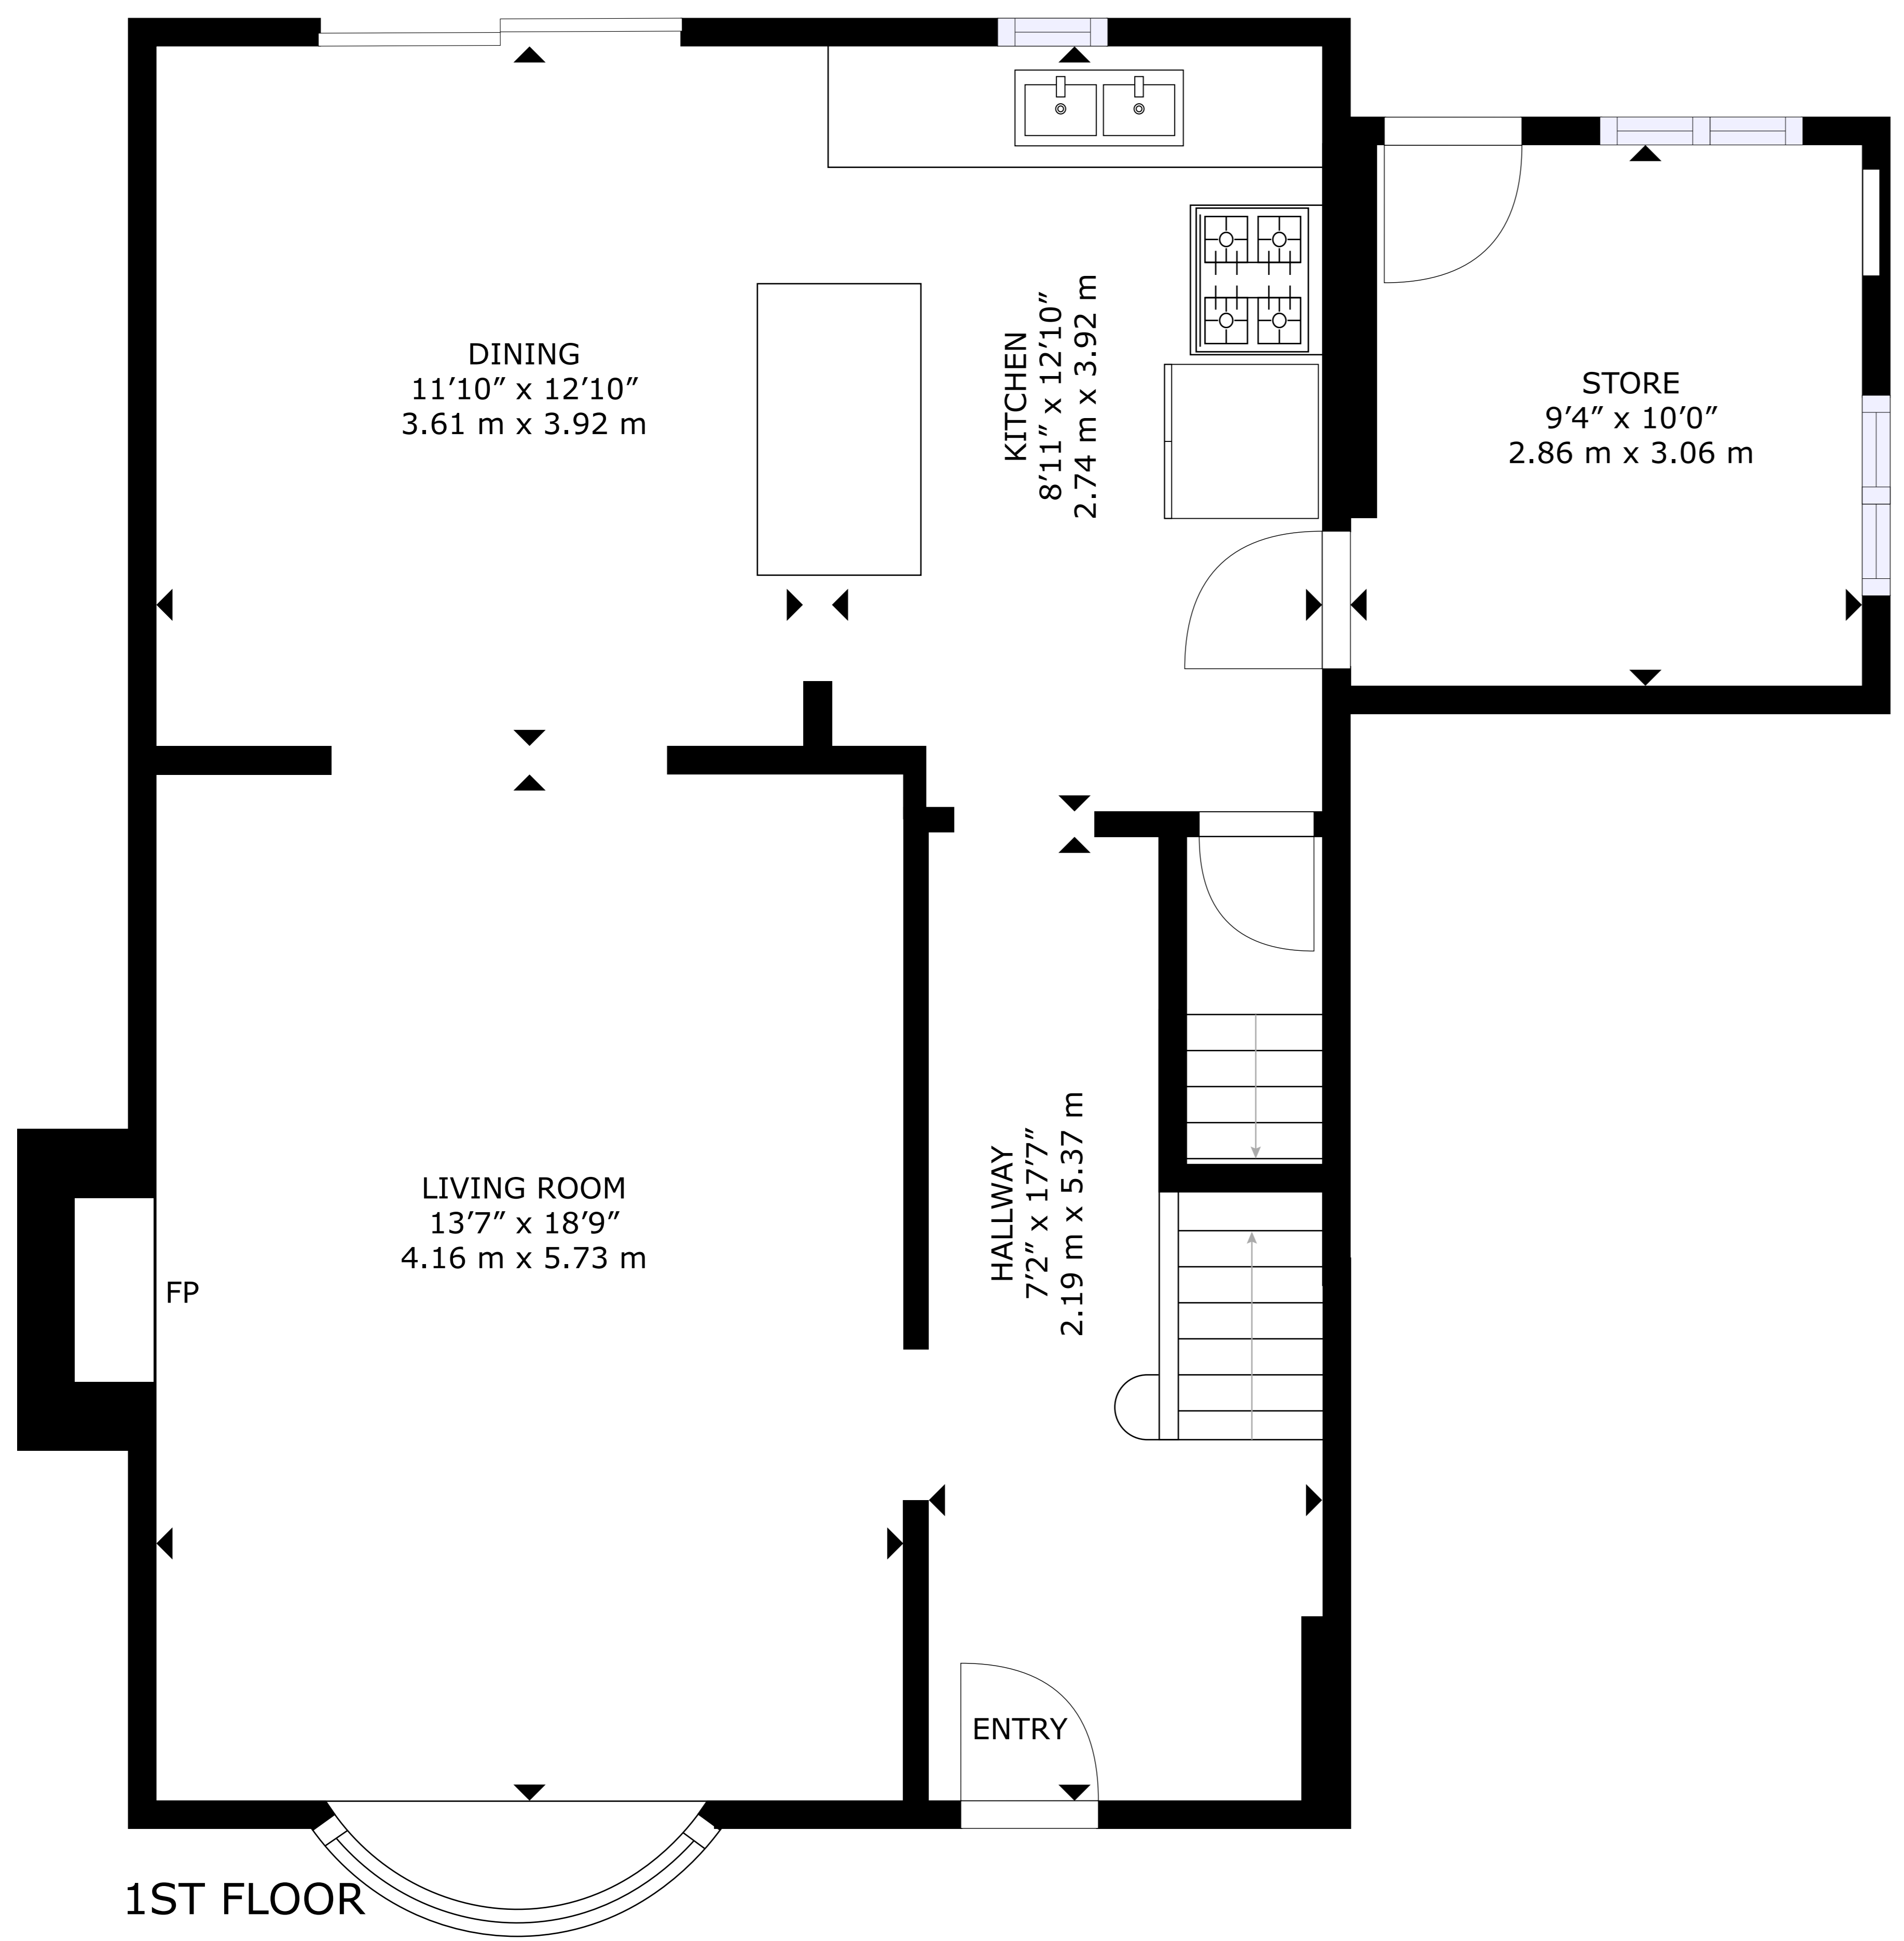 DINING
11’10” x 12’10”
3.61 m x 3.92 m
KITCHEN
8’11” x 12’10”
2.74 m x 3.92 m
STORE
9’4” x 10’0”
2.86 m x 3.06 m
LIVING ROOM
13’7” x 18’9”
4.16 m x 5.73 m
FP
HALLWAY
7’2” x 17’7”
2.19 m x 5.37 m
ENTRY
1ST FLOOR